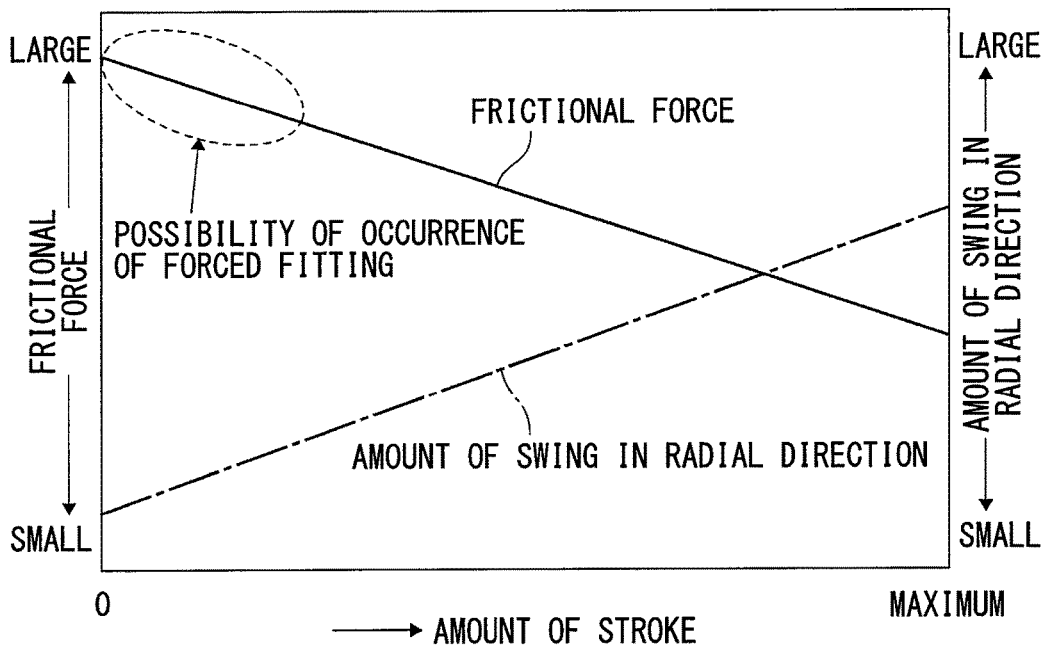 LARGE
LARGE
FRICTIONAL FORCE
POSSIBILITY OF OCCURRENCE
OF FORCED FITTING
FRICTIONAL
FORCE
AMOUNT OF SWING IN
RADIAL DIRECTION
AMOUNT OF SWING IN RADIAL DIRECTION
SMALL
SMALL
0
MAXIMUM
AMOUNT OF STROKE